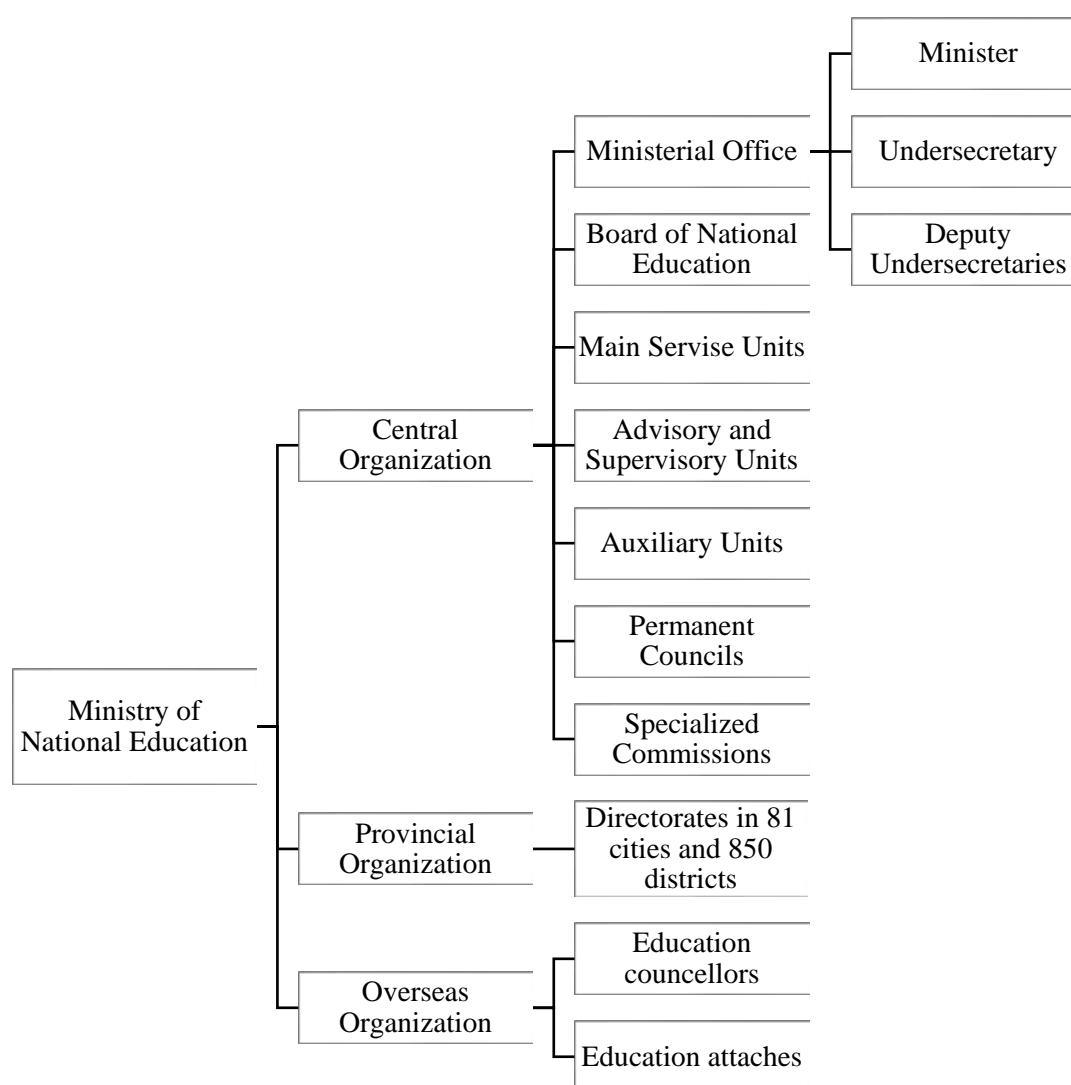 Minister
Ministerial Office
Undersecretary
Board of National
Education
Deputy
Undersecretaries
Main Servise Units
Central
Organization
Advisory and
Supervisory Units
Auxiliary Units
Permanent
Councils
Ministry of
National Education
Specialized
Commissions
Provincial
Organization
Directorates in 81
cities and 850
districts
Overseas
Organization
Education
councellors
Education attaches